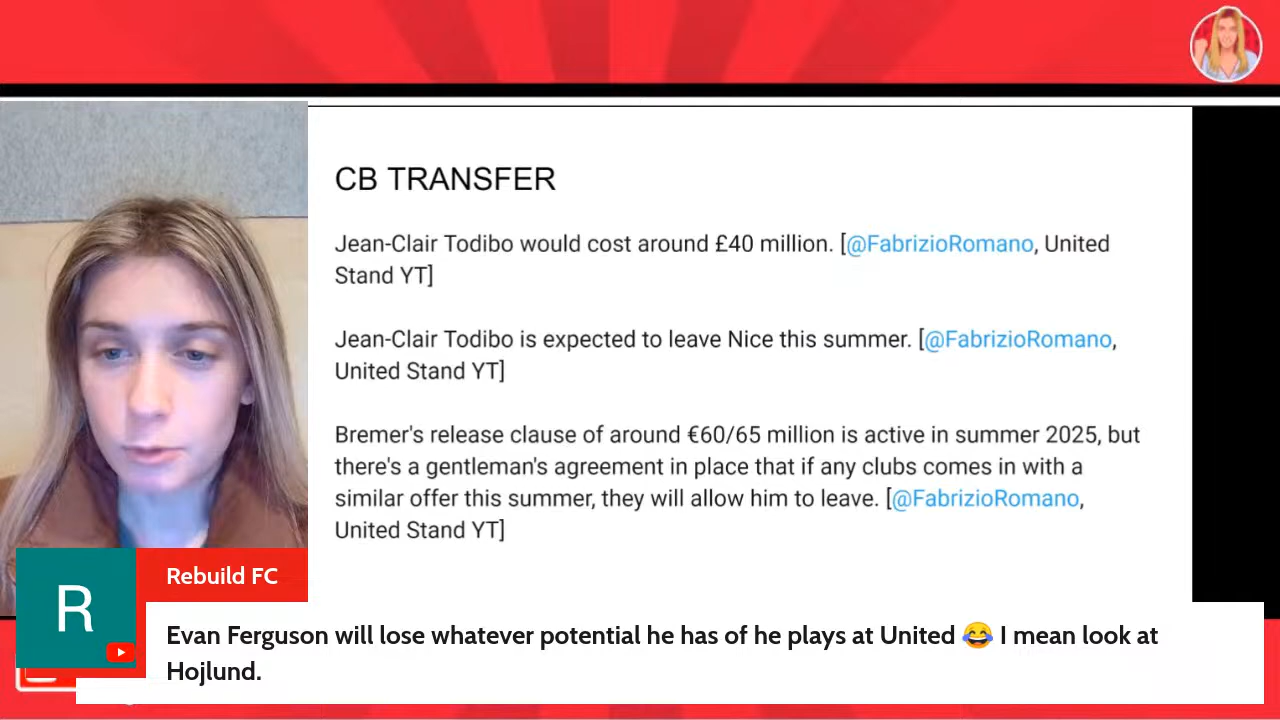 CB TRANSFER
Jean-Clair Todibo would cost around £40 million. [@FabrizioRomano, United
Stand YT]
Jean-Clair Todibo is expected to leave Nice this summer. [@FabrizioRomano,
United Stand YT]
Bremer's release clause of around €60/65 million is active in summer 2025, but
there's a gentleman's agreement in place that if any clubs comes in with a
similar offer this summer, they will allow him to leave. [@FabrizioRomano,
United Stand YT]
R
Rebuild FC
Evan Ferguson will lose whatever potential he has of he plays at United 😂 I mean look at
Hojlund.